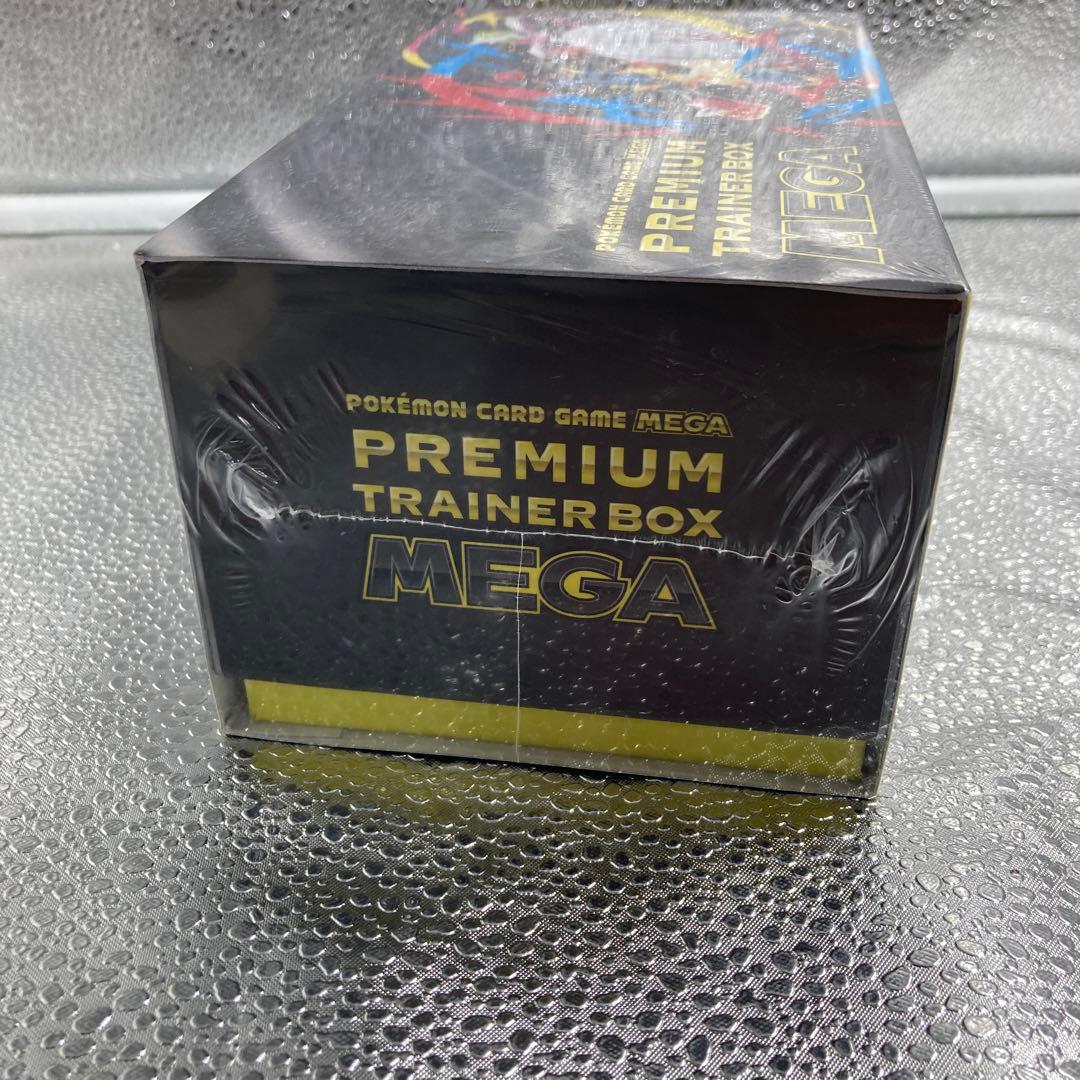 POKÉMON CARD GAME MEGA
PREMIUM
TRAINER BOX
MEGA
POKÉMON CARD GAME MEGA
PREMIUM
TRAINER BOX
MEGA